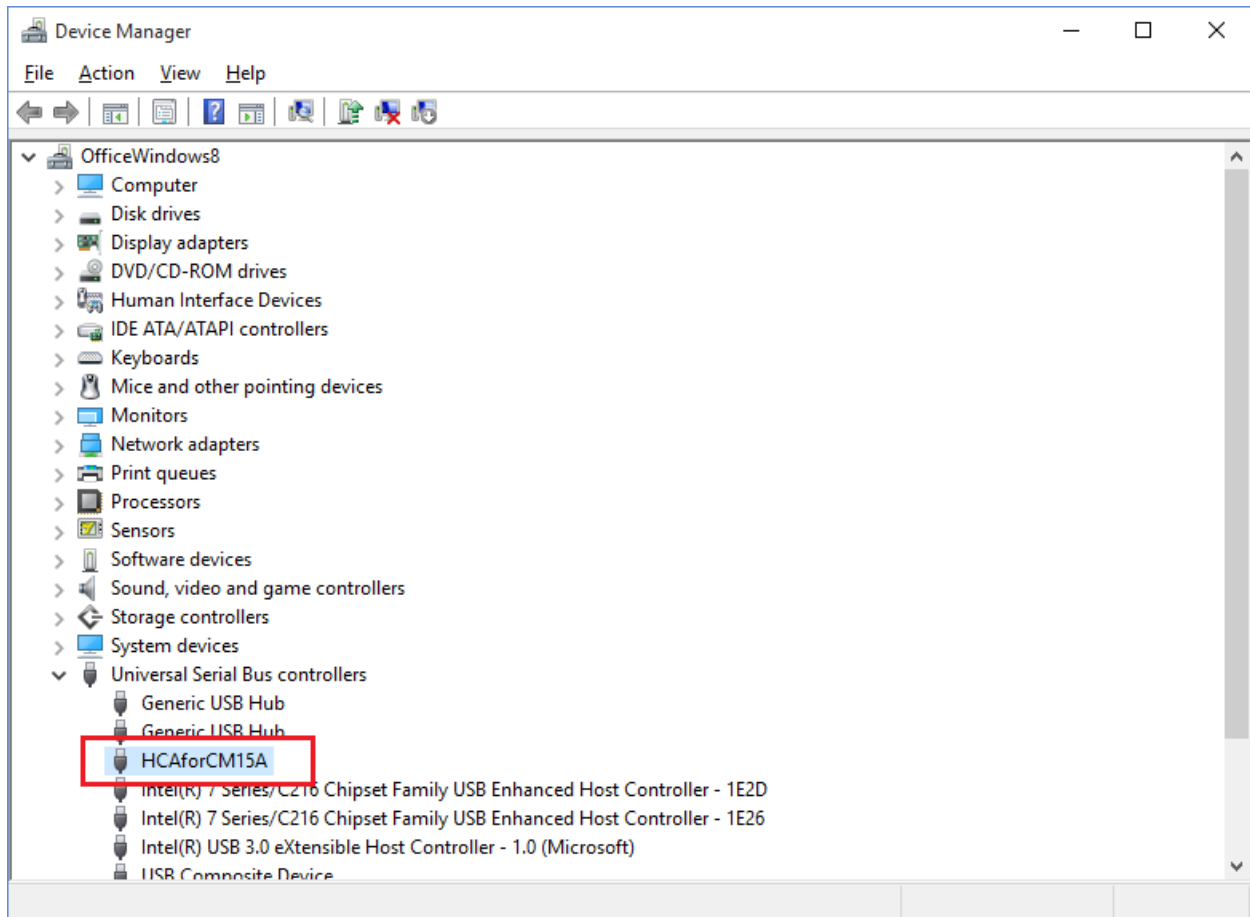 Device Manager
File Action View Help
OfficeWindows8
Computer
Disk drives
Display adapters
DVD/CD-ROM drives
Human Interface Devices
IDE ATA/ATAPI controllers
Keyboards
Mice and other pointing devices
Monitors
Network adapters
Print queues
Processors
Sensors
Software devices
Sound, video and game controllers
Storage controllers
System devices
Universal Serial Bus controllers
Generic USB Hub
Generic USB Hub
HCAforCM15A
Intel(R) 7 Series/C216 Chipset Family USB Enhanced Host Controller - 1E2D
Intel(R) 7 Series/C216 Chipset Family USB Enhanced Host Controller - 1E26
Intel(R) USB 3.0 eXtensible Host Controller - 1.0 (Microsoft)
USB Composite Device